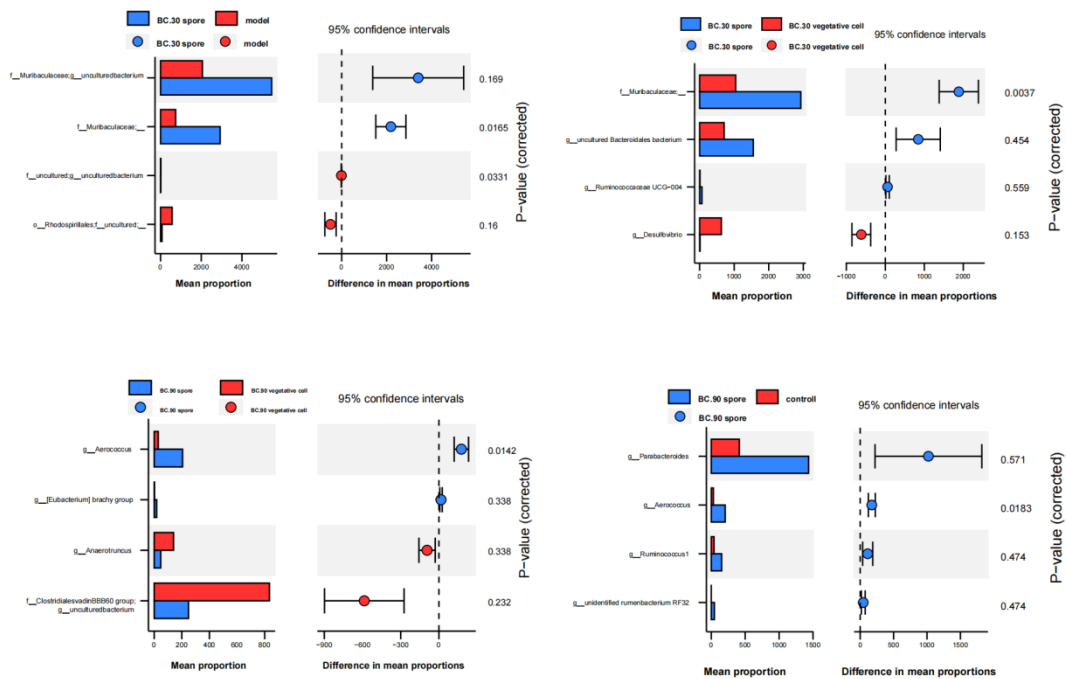 BC.30 spore model
BC.30 spore model
95% confidence intervals
f__Muribaculaceae;g__unculturedbacterium
f__Muribaculaceae;__
f__uncultured;g__unculturedbacterium
o__Rhodospirillales;f__uncultured;__
0.169
0.0165
0.0331
0.16
P-value (corrected)
0 2000 4000
Mean proportion
0 2000 4000
Difference in mean proportions
BC.30 spore BC.30 vegetative cell
BC.30 spore BC.30 vegetative cell
95% confidence intervals
f__Muribaculaceae;__
g__uncultured Bacteroidales bacterium
g__Ruminococcaceae UCG-004
g__Desulfovibrio
0.0037
0.454
0.559
0.153
P-value (corrected)
0 1000 2000 3000
Mean proportion
-1000 0 1000 2000
Difference in mean proportions
BC.90 spore BC.90 vegetative cell
BC.90 spore BC.90 vegetative cell
95% confidence intervals
g__Aerococcus
g__[Eubacterium] brachy group
g__Anaerotruncus
f__ClostridialesvadinBBB60 group;
g__unculturedbacterium
0.0142
0.338
0.338
0.232
P-value (corrected)
0 200 400 600 800
Mean proportion
-900 -600 -300 0
Difference in mean proportions
BC.90 spore controll
BC.90 spore
95% confidence intervals
g__Parabacteroides
g__Aerococcus
g__Ruminococcus1
g__unidentified rumenbacterium RF32
0.571
0.0183
0.474
0.474
P-value (corrected)
0 500 1000 1500
Mean proportion
0 500 1000 1500
Difference in mean proportions